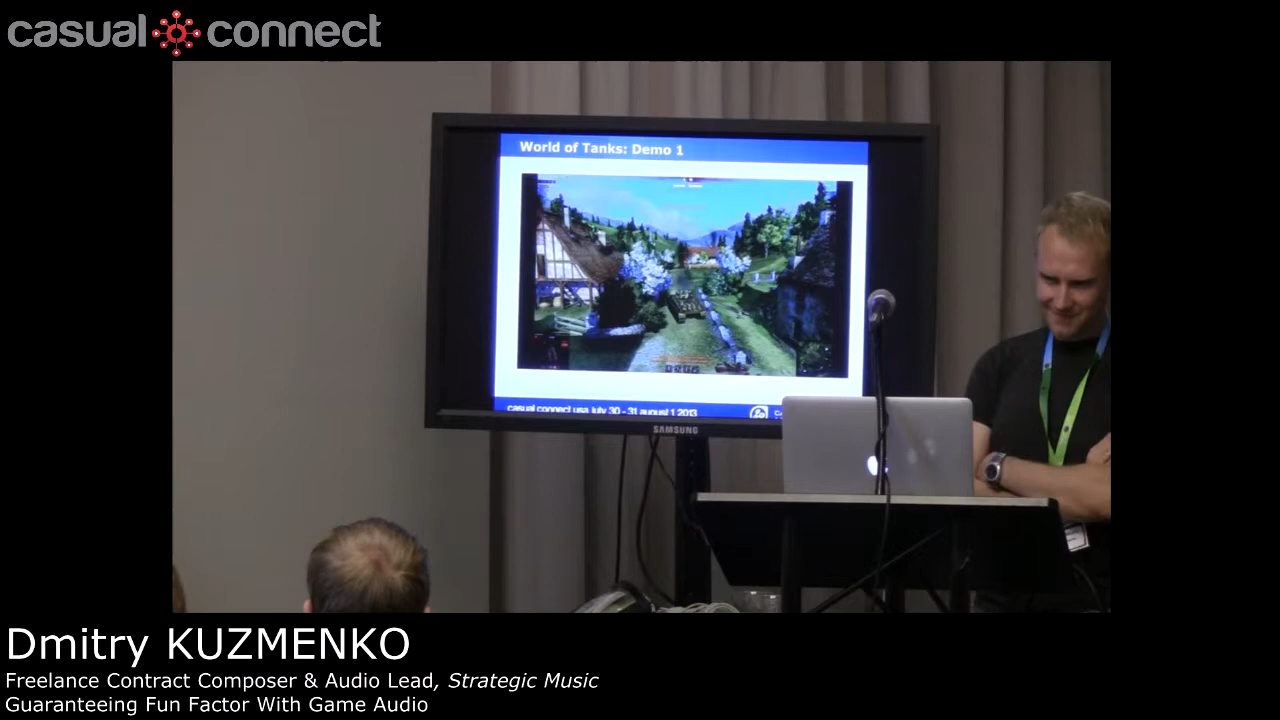 casual connect
World of Tanks: Demo 1
casual connect usa july 30 - 31 august 1 2013
SAMSUNG
Dmitry KUZMENKO
Freelance Contract Composer & Audio Lead, Strategic Music
Guaranteeing Fun Factor With Game Audio